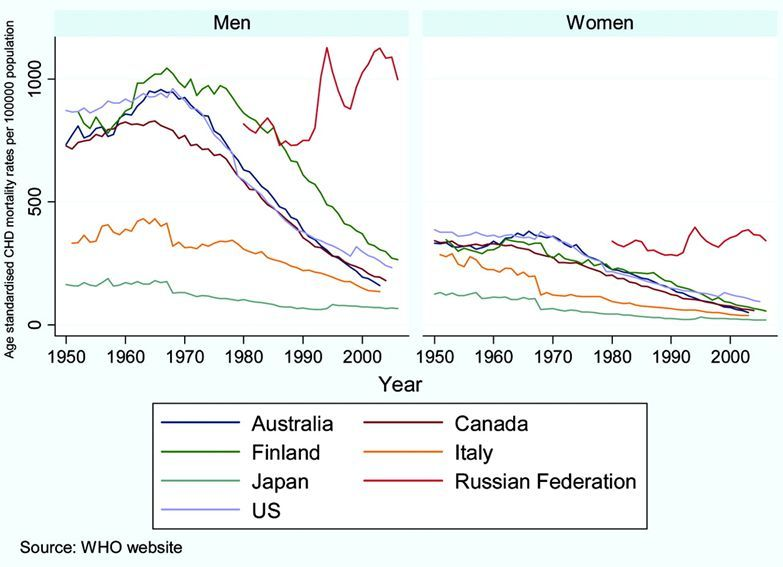 Men Women
Age standardised CHD mortality rates per 100000 population
1000
500
0
1950 1960 1970 1980 1990 2000 1950 1960 1970 1980 1990 2000
Year
Australia Canada
Finland Italy
Japan Russian Federation
US
Source: WHO website